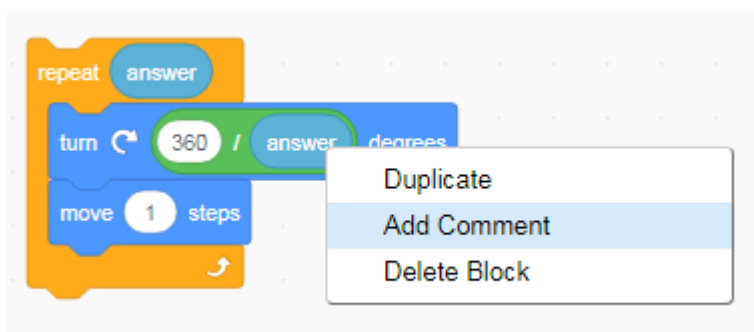 repeat answer
turn 360 / answer degrees
move 1 steps
Duplicate
Add Comment
Delete Block